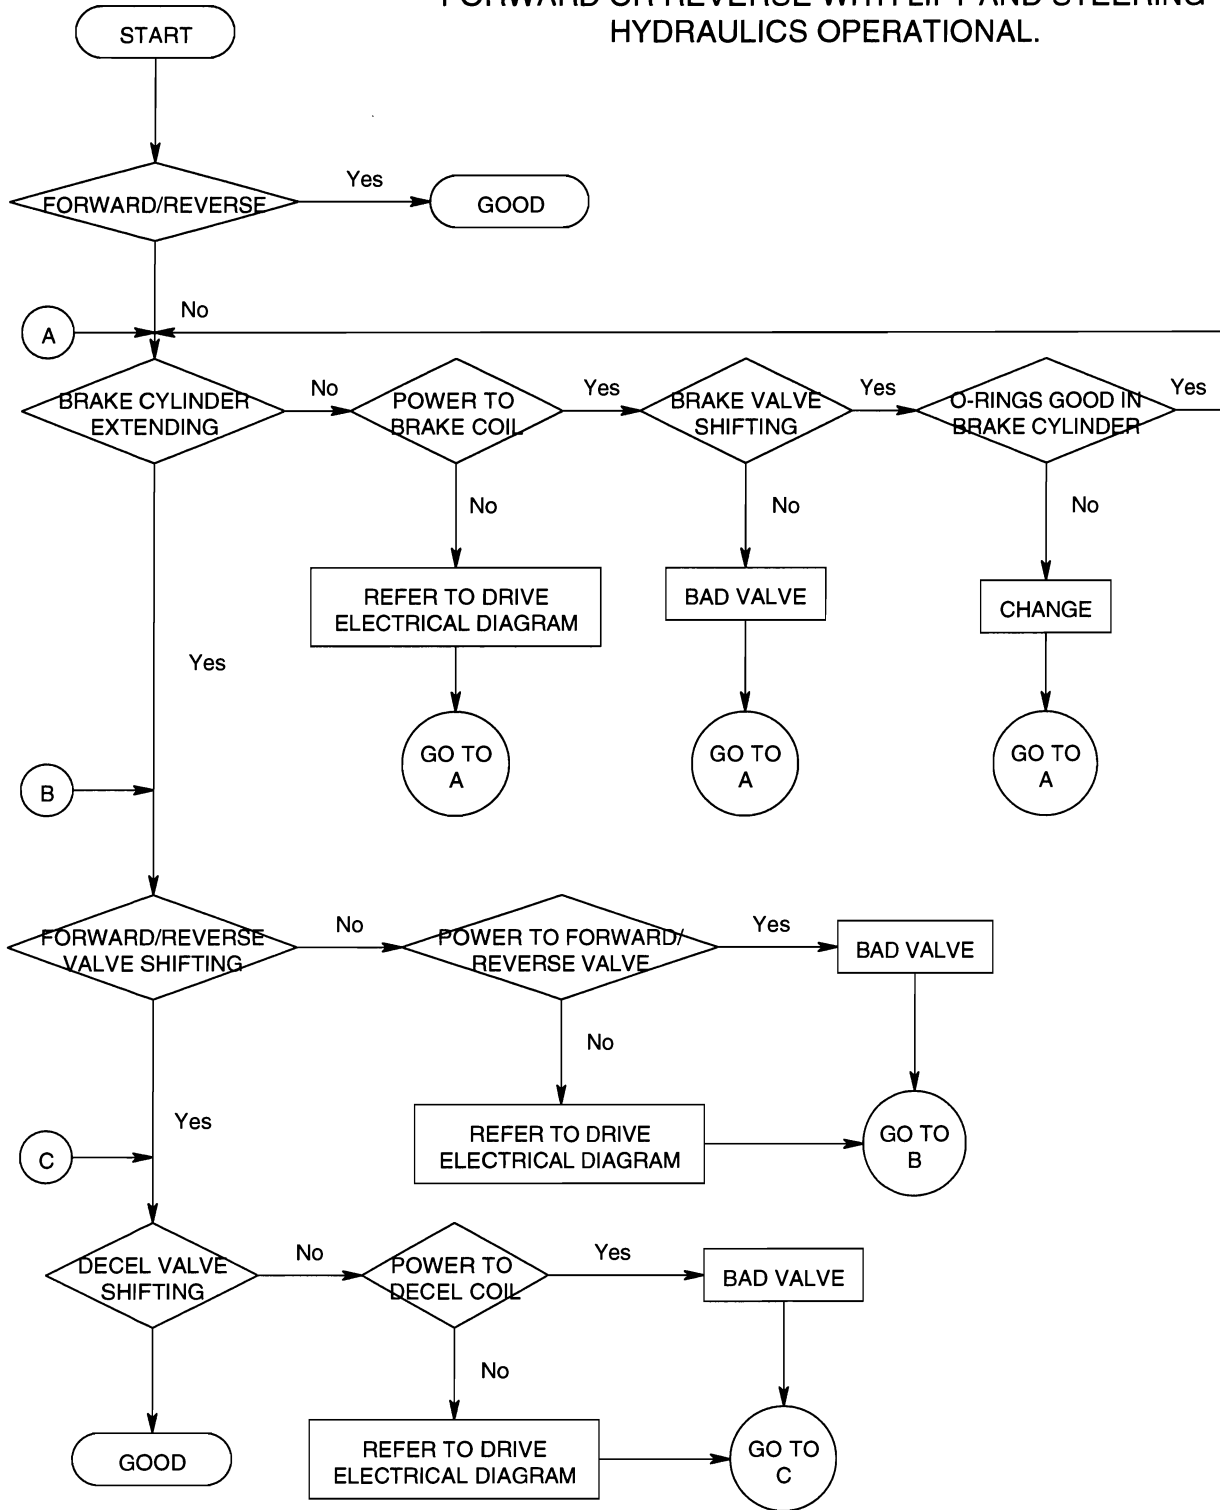 FORWARD OR REVERSE WITH LIFT AND STEERING
HYDRAULICS OPERATIONAL.
START
FORWARD/REVERSE
Yes
GOOD
No
A
BRAKE CYLINDER
EXTENDING
No
POWER TO
BRAKE COIL
Yes
BRAKE VALVE
SHIFTING
Yes
O-RINGS GOOD IN
BRAKE CYLINDER
Yes
No
No
No
REFER TO DRIVE
ELECTRICAL DIAGRAM
BAD VALVE
CHANGE
Yes
GO TO
A
GO TO
A
GO TO
A
B
FORWARD/REVERSE
VALVE SHIFTING
No
POWER TO FORWARD/
REVERSE VALVE
Yes
BAD VALVE
No
Yes
REFER TO DRIVE
ELECTRICAL DIAGRAM
GO TO
B
C
DECEL VALVE
SHIFTING
No
POWER TO
DECEL COIL
Yes
BAD VALVE
No
GOOD
REFER TO DRIVE
ELECTRICAL DIAGRAM
GO TO
C